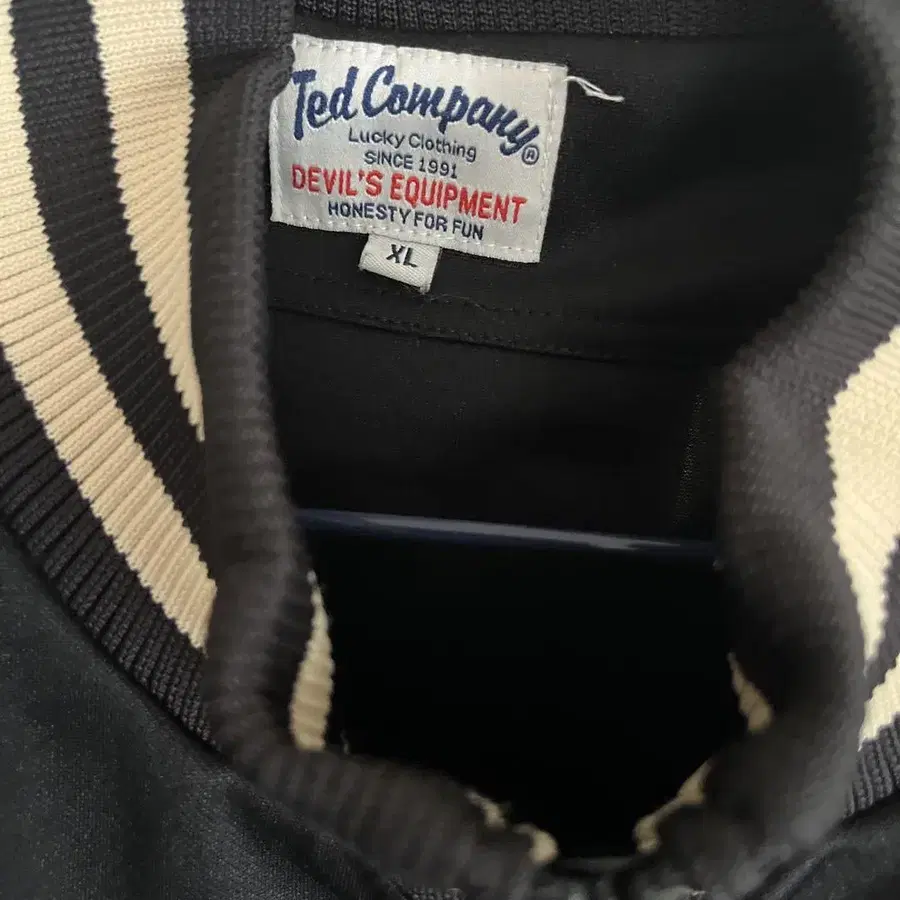 Ted Company®
Lucky Clothing
SINCE 1991
DEVIL'S EQUIPMENT
HONESTY FOR FUN
XL